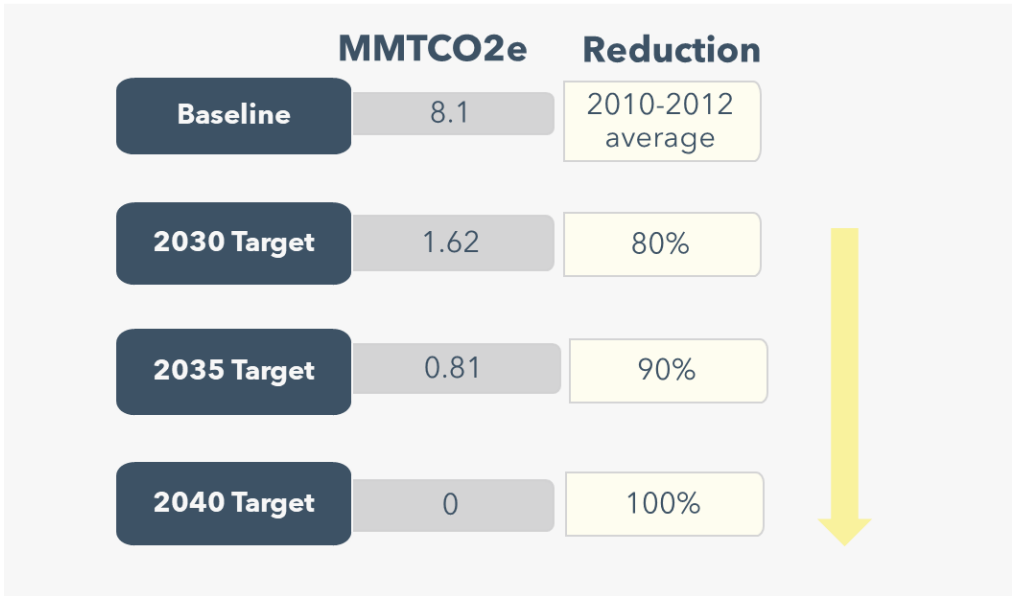 MMTCO2e Reduction
Baseline 8.1 2010-2012
average
2030 Target 1.62 80%
2035 Target 0.81 90%
2040 Target 0 100%